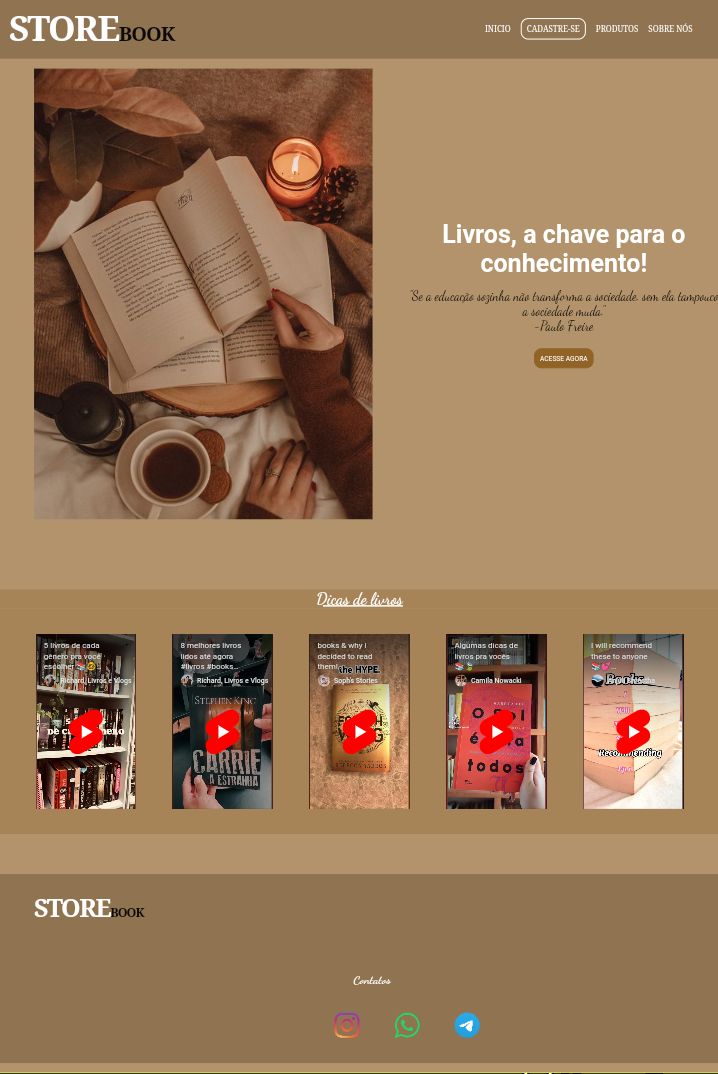 STOREBOOK
INICIO
CADASTRE-SE
PRODUTOS
SOBRE NÓS
Livros, a chave para o
conhecimento!
"Se a educação sozinha não transforma a sociedade, sem ela tampouco
a sociedade muda."
-Paulo Freire
ACESSE AGORA
Dicas de livros
5 livros de cada
gênero pra você
escolher 📚
Richard, Livros e Vlogs
8 melhores livros
lidos até agora
#livros #books...
Richard, Livros e Vlogs
STEPHEN KING
CARRIE
A ESTRANHA
books & why I
decided to read
them!
the HYPE.
Soph's Stories
Algumas dicas de
livros pra vocês
📚
Camila Nowacki
todos
I will recommend
these to anyone
Books
STOREBOOK
Contatos